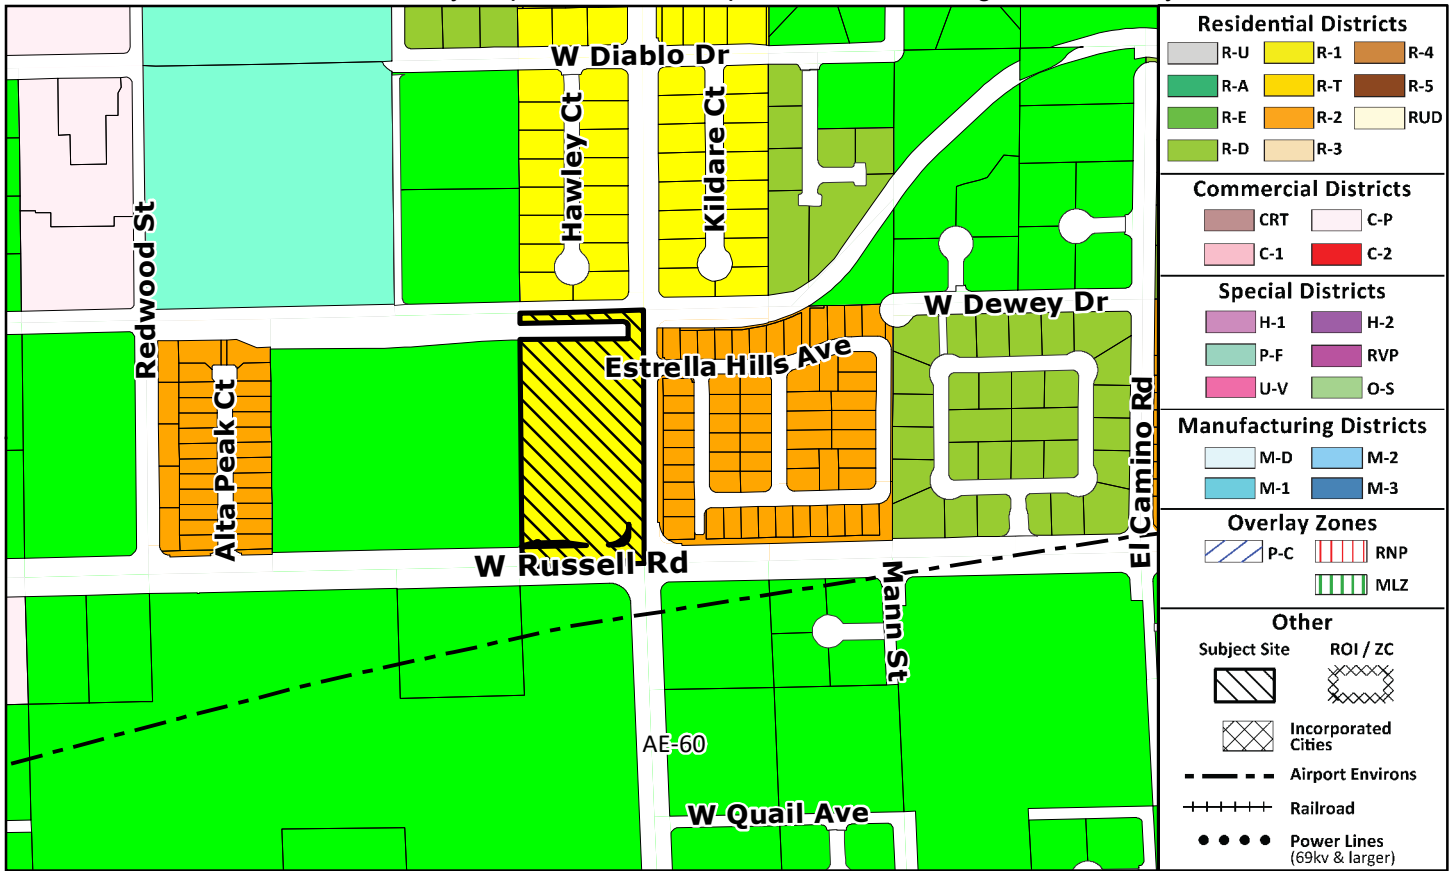 W Diablo Dr
Hawley Ct
Kildare Ct
Redwood St
W Dewey Dr
Estrella Hills Ave
Alta Peak Ct
El Camino Rd
W Russell Rd
Mann St
AE-60
W Quail Ave
Residential Districts
R-U R-1 R-4
R-A R-T R-5
R-E R-2 RUD
R-D R-3
Commercial Districts
CRT C-P
C-1 C-2
Special Districts
H-1 H-2
P-F RVP
U-V O-S
Manufacturing Districts
M-D M-2
M-1 M-3
Overlay Zones
P-C RNP
MLZ
Other
Subject Site ROI / ZC
Incorporated
Cities
Airport Environs
Railroad
Power Lines
(69kv & larger)